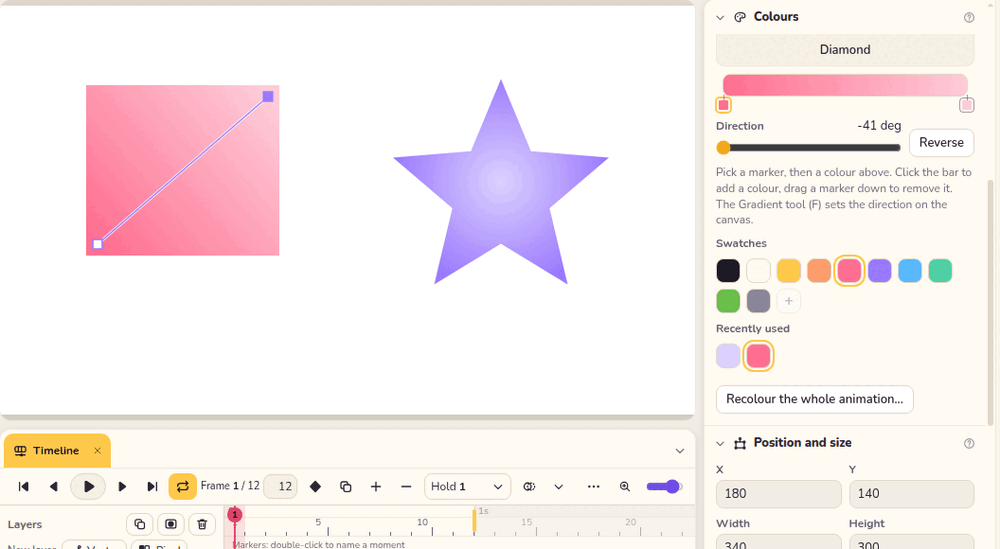 Colours
Diamond
Direction
-41 deg
Reverse
Pick a marker, then a colour above. Click the bar to
add a colour, drag a marker down to remove it.
The Gradient tool (F) sets the direction on the
canvas.
Swatches
+
Recently used
Recolour the whole animation...
Position and size
X
Y
180
140
Width
Height
340
300
Timeline
Frame 1 / 12
12
Hold 1
Layers
1
5
10
1s
15
20
Markers: double-click to name a moment
New layer